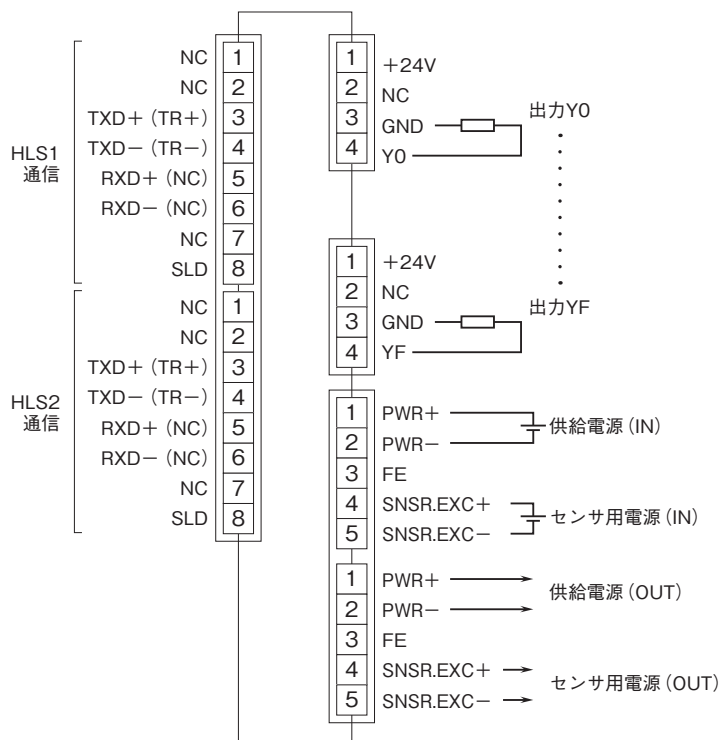 HLS1
通信
NC 1
NC 2
TXD+ (TR+) 3
TXD− (TR−) 4
RXD+ (NC) 5
RXD− (NC) 6
NC 7
SLD 8
HLS2
通信
NC 1
NC 2
TXD+ (TR+) 3
TXD− (TR−) 4
RXD+ (NC) 5
RXD− (NC) 6
NC 7
SLD 8
1 +24V
2 NC
3 GND
4 Y0
出力Y0
1 +24V
2 NC
3 GND
4 YF
出力YF
1 PWR+
2 PWR−
供給電源(IN)
3 FE
4 SNSR.EXC+
5 SNSR.EXC−
センサ用電源(IN)
1 PWR+
2 PWR−
供給電源(OUT)
3 FE
4 SNSR.EXC+
5 SNSR.EXC−
センサ用電源(OUT)